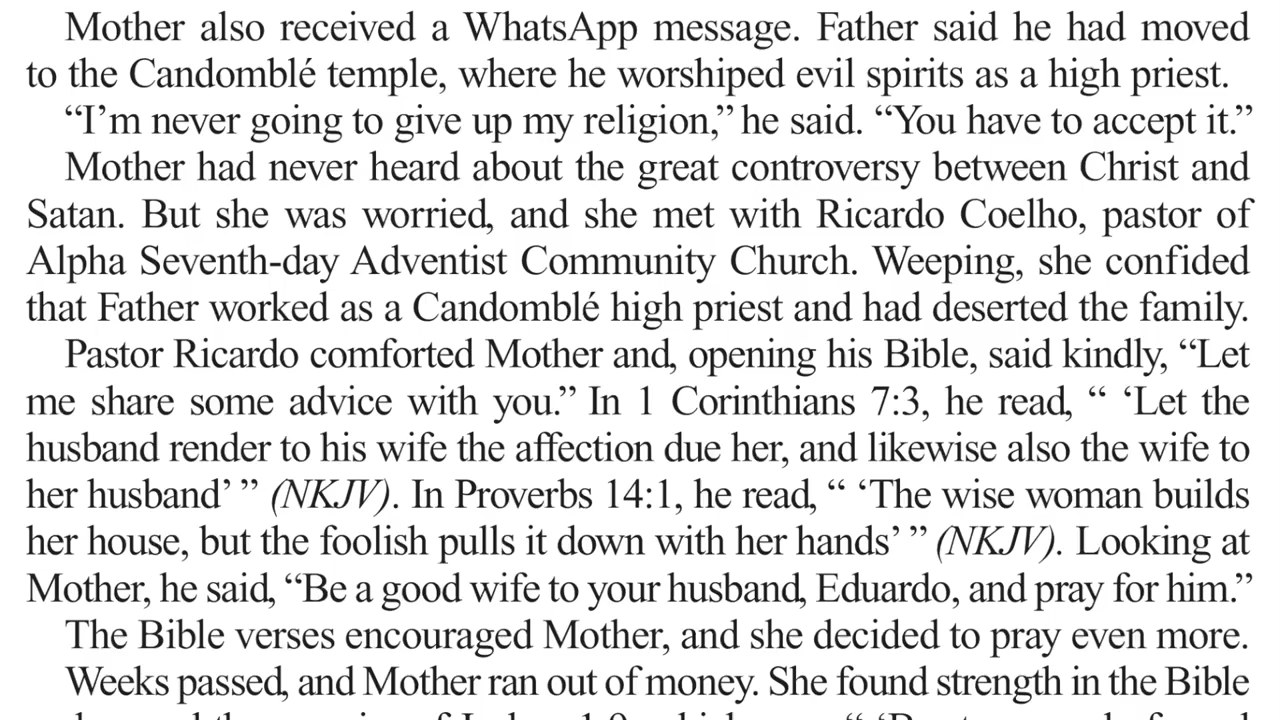 Mother also received a WhatsApp message. Father said he had moved
to the Candomblé temple, where he worshiped evil spirits as a high priest.
“I’m never going to give up my religion,” he said. “You have to accept it.”
Mother had never heard about the great controversy between Christ and
Satan. But she was worried, and she met with Ricardo Coelho, pastor of
Alpha Seventh-day Adventist Community Church. Weeping, she confided
that Father worked as a Candomblé high priest and had deserted the family.
Pastor Ricardo comforted Mother and, opening his Bible, said kindly, “Let
me share some advice with you.” In 1 Corinthians 7:3, he read, “ ‘Let the
husband render to his wife the affection due her, and likewise also the wife to
her husband’ ” (NKJV). In Proverbs 14:1, he read, “ ‘The wise woman builds
her house, but the foolish pulls it down with her hands’ ” (NKJV). Looking at
Mother, he said, “Be a good wife to your husband, Eduardo, and pray for him.”
The Bible verses encouraged Mother, and she decided to pray even more.
Weeks passed, and Mother ran out of money. She found strength in the Bible